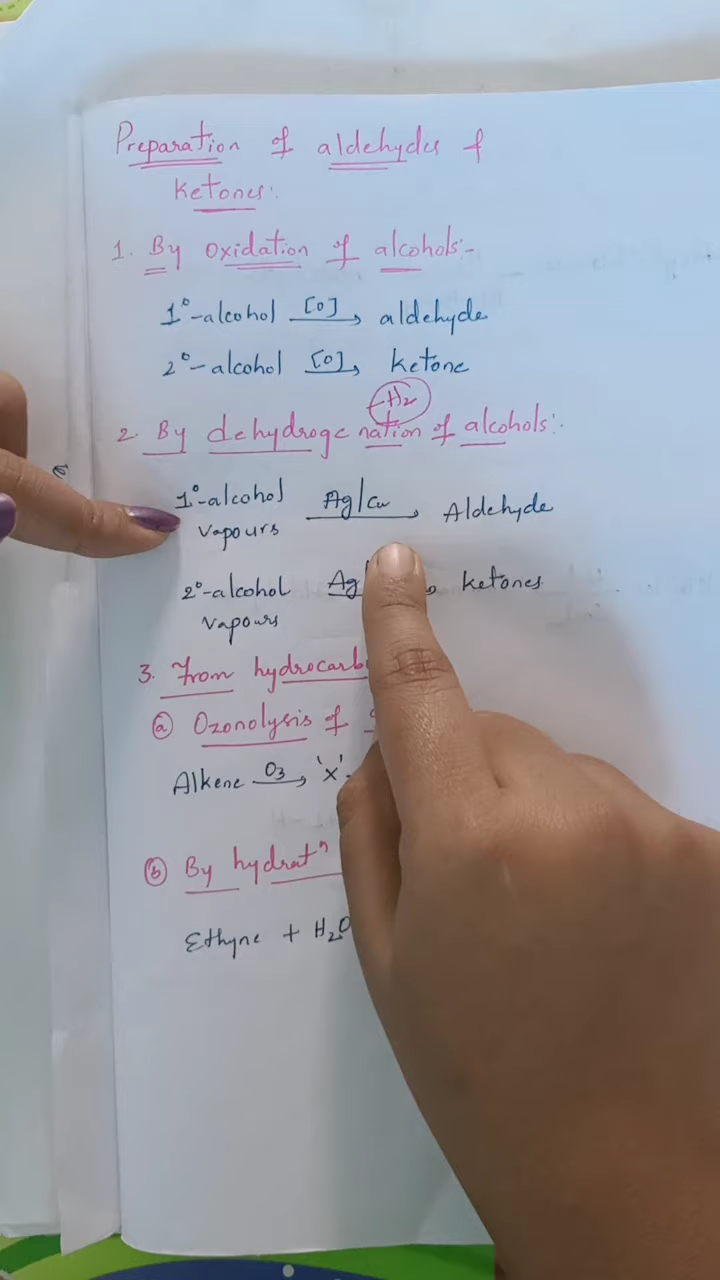 Preparation of aldehydes &
Ketones:
1. By oxidation of alcohols:-
1°-alcohol [O] aldehyde
2°-alcohol [O] ketone
-H2
2. By dehydrogenation of alcohols:-
1°-alcohol Ag/Cu Aldehyde
vapours
2°-alcohol Ag ketones
vapours
3. From
(a) Ozonolysis of
Alkene O3 'x'
(b) By hydratn
Ethyne + H2O